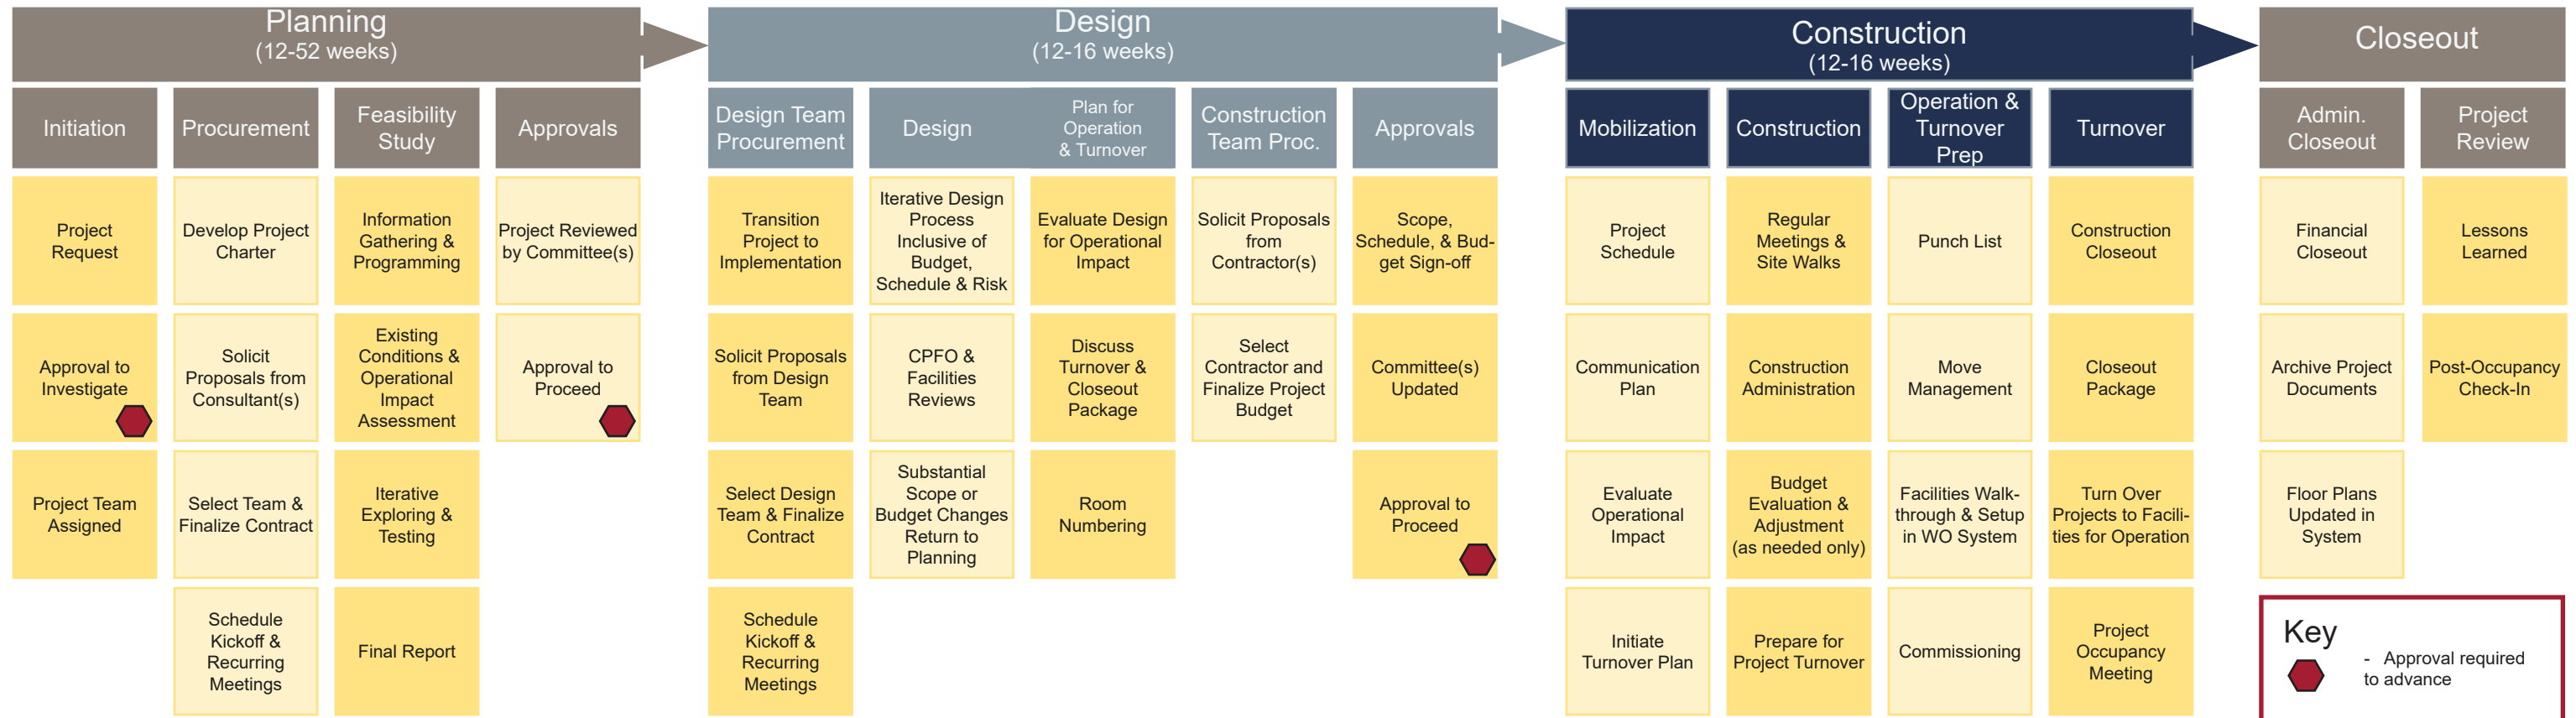 Planning
(12-52 weeks)
Design
(12-16 weeks)
Construction
(12-16 weeks)
Closeout
Initiation
Procurement
Feasibility
Study
Approvals
Design Team
Procurement
Design
Plan for
Operation
& Turnover
Construction
Team Proc.
Approvals
Mobilization
Construction
Operation &
Turnover
Prep
Turnover
Admin.
Closeout
Project
Review
Project
Request
Develop Project
Charter
Information
Gathering &
Programming
Project Reviewed
by Committee(s)
Transition
Project to
Implementation
Iterative Design
Process
Inclusive of
Budget,
Schedule & Risk
Evaluate Design
for Operational
Impact
Solicit Proposals
from
Contractor(s)
Scope,
Schedule, & Bud-
get Sign-off
Project
Schedule
Regular
Meetings &
Site Walks
Punch List
Construction
Closeout
Financial
Closeout
Lessons
Learned
Approval to
Investigate
Solicit
Proposals from
Consultant(s)
Existing
Conditions &
Operational
Impact
Assessment
Approval to
Proceed
Solicit Proposals
from Design
Team
CPFO &
Facilities
Reviews
Discuss
Turnover &
Closeout
Package
Select
Contractor and
Finalize Project
Budget
Committee(s)
Updated
Communication
Plan
Construction
Administration
Move
Management
Closeout
Package
Archive Project
Documents
Post-Occupancy
Check-In
Project Team
Assigned
Select Team &
Finalize Contract
Iterative
Exploring &
Testing
Select Design
Team & Finalize
Contract
Substantial
Scope or
Budget Changes
Return to
Planning
Room
Numbering
Approval to
Proceed
Evaluate
Operational
Impact
Budget
Evaluation &
Adjustment
(as needed only)
Facilities Walk-
through & Setup
in WO System
Turn Over
Projects to Facili-
ties for Operation
Floor Plans
Updated in
System
Schedule
Kickoff &
Recurring
Meetings
Final Report
Schedule
Kickoff &
Recurring
Meetings
Initiate
Turnover Plan
Prepare for
Project Turnover
Commissioning
Project
Occupancy
Meeting
Key
- Approval required
to advance